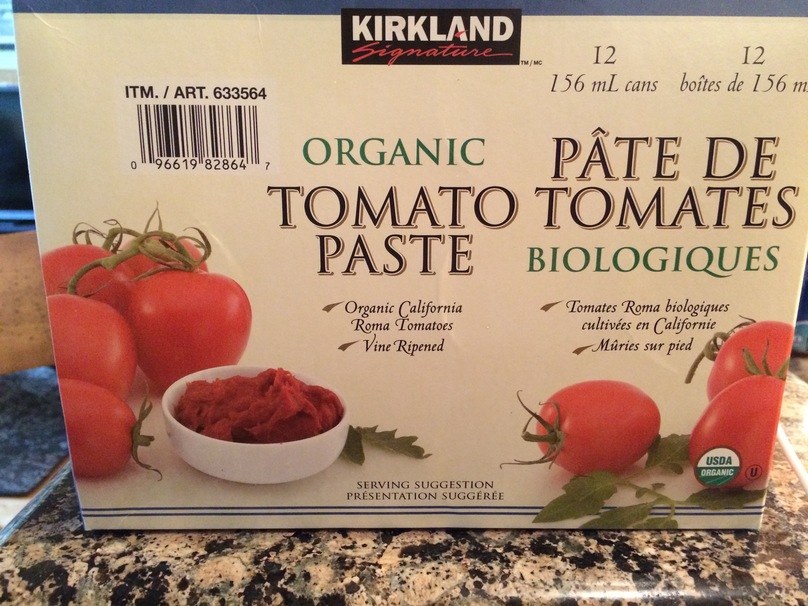 KIRKLAND
Signature TM/MC
12
156 mL cans
12
boîtes de 156 m
ITM. / ART. 633564
0 96619 82864 7
ORGANIC
TOMATO
PASTE
Organic California
Roma Tomatoes
Vine Ripened
PÂTE DE
TOMATES
BIOLOGIQUES
Tomates Roma biologiques
cultivées en Californie
Mûries sur pied
USDA
ORGANIC
U
SERVING SUGGESTION
PRÉSENTATION SUGGÉRÉE